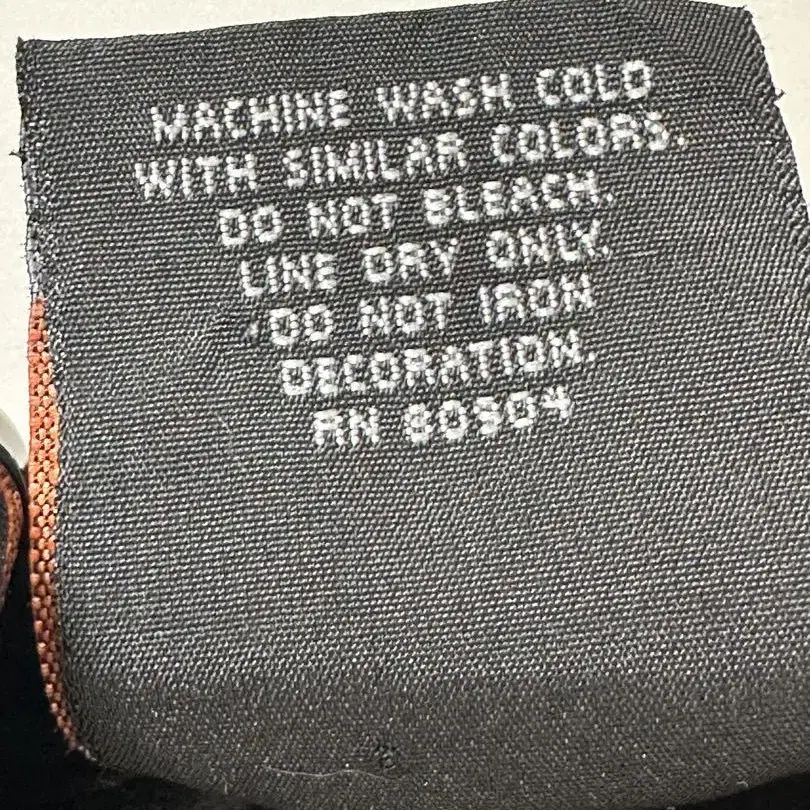 MACHINE WASH COLD
WITH SIMILAR COLORS.
DO NOT BLEACH.
LINE DRY ONLY.
DO NOT IRON
DECORATION.
RN 80904